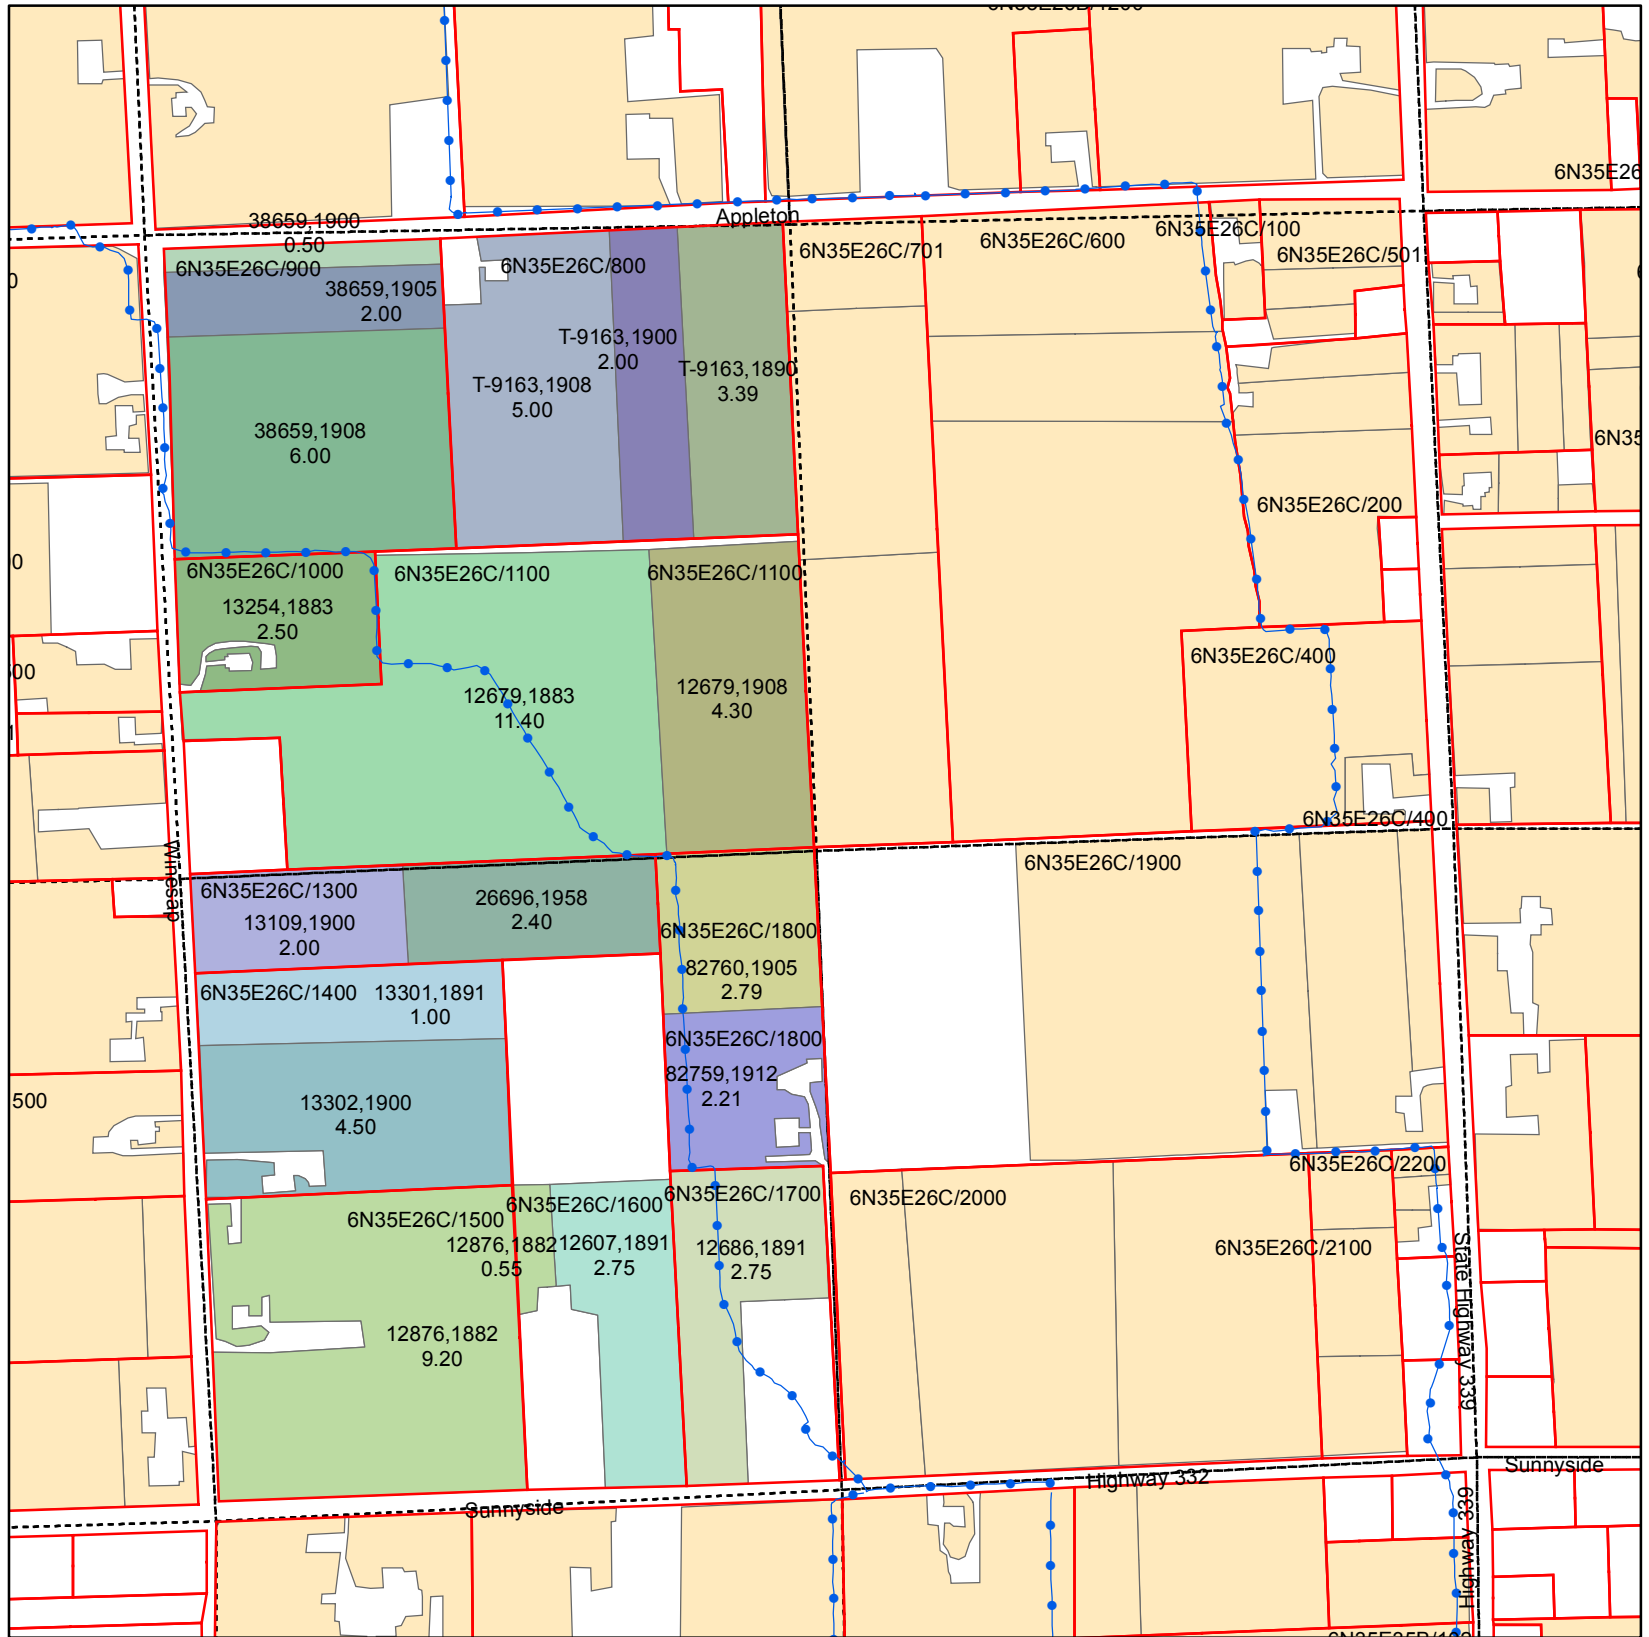 6N35E26
Appleton
38659,1900
0.50
6N35E26C/900
38659,1905
2.00
38659,1908
6.00
6N35E26C/800
T-9163,1900
2.00
T-9163,1908
5.00
T-9163,1890
3.39
6N35E26C/701
6N35E26C/600
6N35E26C/100
6N35E26C/501
6N35
6N35E26C/200
6N35E26C/1000
13254,1883
2.50
6N35E26C/1100
6N35E26C/1100
12679,1883
11.40
12679,1908
4.30
6N35E26C/400
6N35E26C/400
Winesap
6N35E26C/1300
13109,1900
2.00
26696,1958
2.40
6N35E26C/1800
82760,1905
2.79
6N35E26C/1900
6N35E26C/1400
13301,1891
1.00
6N35E26C/1800
82759,1912
2.21
500
13302,1900
4.50
6N35E26C/2200
6N35E26C/1500
12876,1882
0.55
6N35E26C/1600
12607,1891
2.75
6N35E26C/1700
12686,1891
2.75
6N35E26C/2000
6N35E26C/2100
12876,1882
9.20
State Highway 339
Highway 332
Sunnyside
Sunnyside
Highway 339